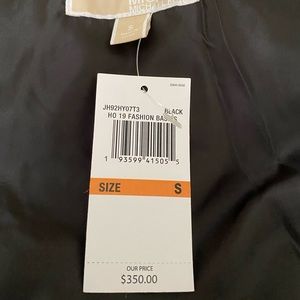 S
JH92HY07T3 BLACK
HO 19 FASHION BASICS
1 93599 41505 5
SIZE S
OUR PRICE
$350.00